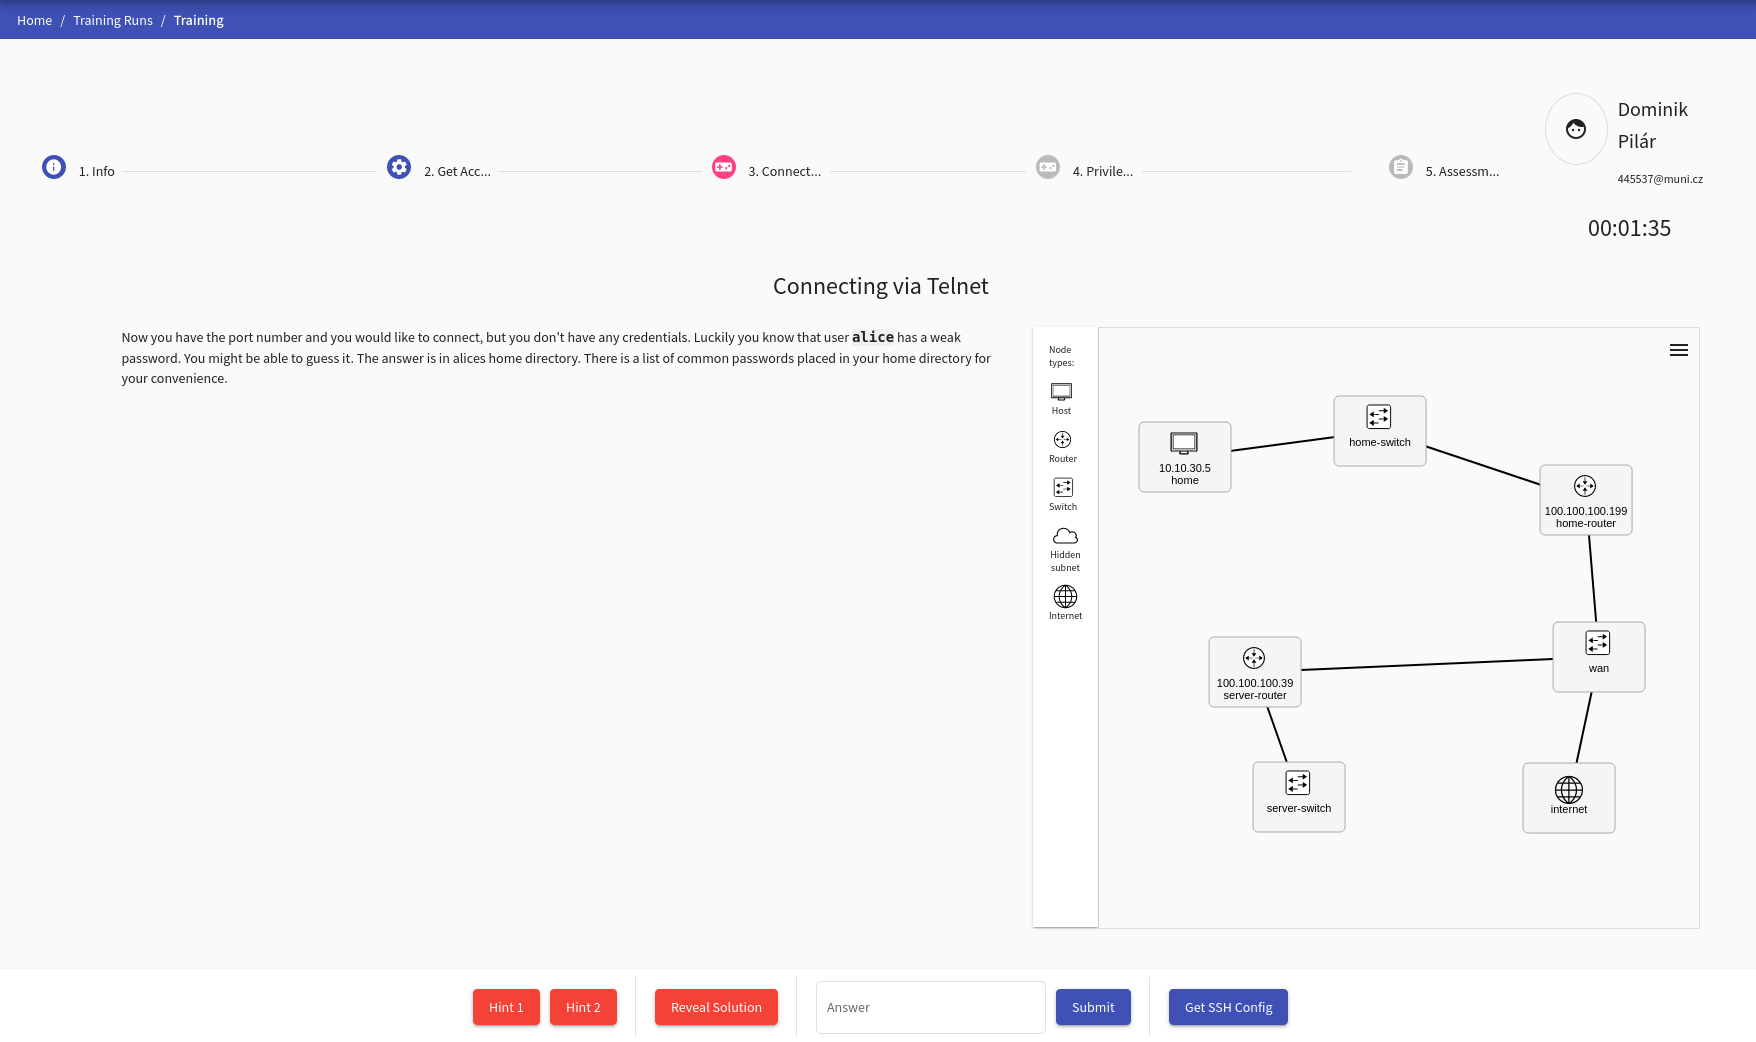 Home / Training Runs / Training
Dominik
Pilár
445537@muni.cz
1. Info
2. Get Acc...
3. Connect...
4. Privile...
5. Assessm...
00:01:35
Connecting via Telnet
Now you have the port number and you would like to connect, but you don't have any credentials. Luckily you know that user alice has a weak
password. You might be able to guess it. The answer is in alices home directory. There is a list of common passwords placed in your home directory for
your convenience.
Node
types:
Host
Router
Switch
Hidden
subnet
Internet
home-switch
10.10.30.5
home
100.100.100.199
home-router
wan
100.100.100.39
server-router
server-switch
internet
Hint 1
Hint 2
Reveal Solution
Answer
Submit
Get SSH Config